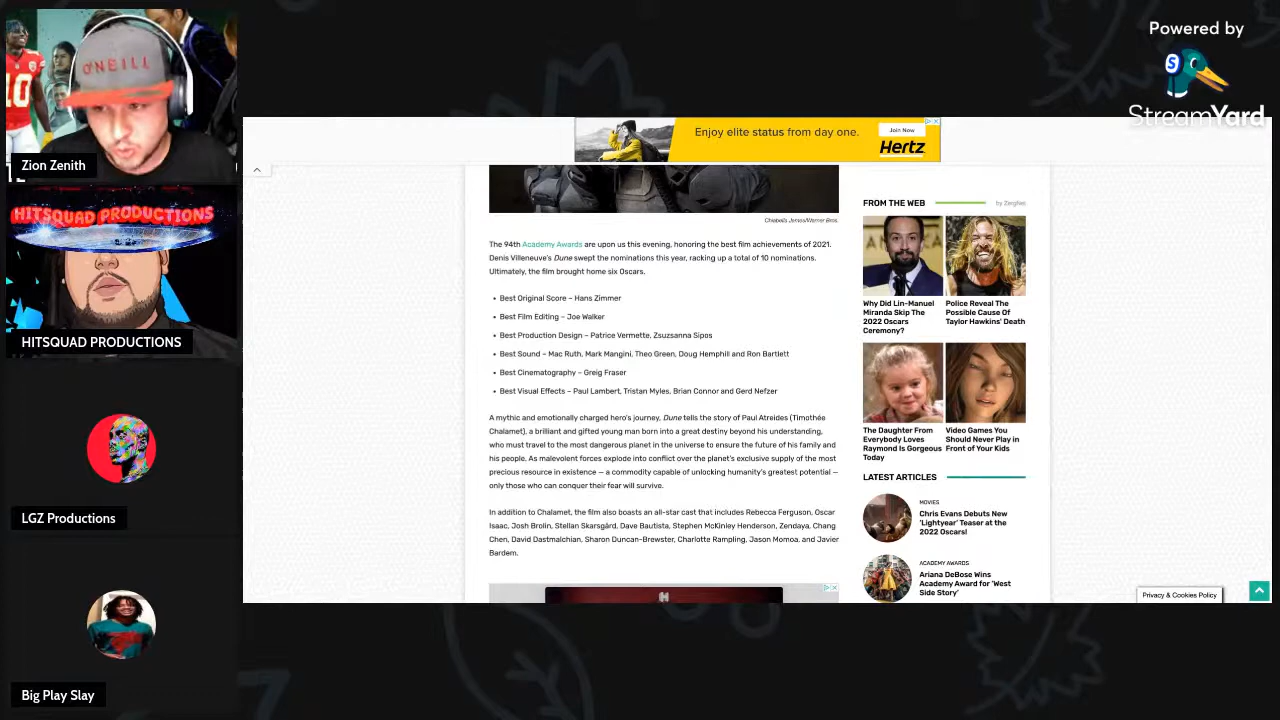 Powered by
StreamYard
O'NEILL
10
Zion Zenith
HITSQUAD PRODUCTIONS
HITSQUAD PRODUCTIONS
LGZ Productions
Big Play Slay
Enjoy elite status from day one.
Join Now
Hertz
Chiabella James/Warner Bros.
The 94th Academy Awards are upon us this evening, honoring the best film achievements of 2021.
Denis Villeneuve's Dune swept the nominations this year, racking up a total of 10 nominations.
Ultimately, the film brought home six Oscars.
• Best Original Score – Hans Zimmer
• Best Film Editing – Joe Walker
• Best Production Design – Patrice Vermette, Zsuzsanna Sipos
• Best Sound – Mac Ruth, Mark Mangini, Theo Green, Doug Hemphill and Ron Bartlett
• Best Cinematography – Greig Fraser
• Best Visual Effects – Paul Lambert, Tristan Myles, Brian Connor and Gerd Nefzer
A mythic and emotionally charged hero's journey, Dune tells the story of Paul Atreides (Timothée
Chalamet), a brilliant and gifted young man born into a great destiny beyond his understanding,
who must travel to the most dangerous planet in the universe to ensure the future of his family and
his people. As malevolent forces explode into conflict over the planet's exclusive supply of the most
precious resource in existence — a commodity capable of unlocking humanity's greatest potential —
only those who can conquer their fear will survive.
In addition to Chalamet, the film also boasts an all-star cast that includes Rebecca Ferguson, Oscar
Isaac, Josh Brolin, Stellan Skarsgård, Dave Bautista, Stephen McKinley Henderson, Zendaya, Chang
Chen, David Dastmalchian, Sharon Duncan-Brewster, Charlotte Rampling, Jason Momoa, and Javier
Bardem.
FROM THE WEB
by Zergnet
Why Did Lin-Manuel
Miranda Skip The
2022 Oscars
Ceremony?
Police Reveal The
Possible Cause Of
Taylor Hawkins' Death
The Daughter From
Everybody Loves
Raymond Is Gorgeous
Today
Video Games You
Should Never Play in
Front of Your Kids
LATEST ARTICLES
MOVIES
Chris Evans Debuts New
'Lightyear' Teaser at the
2022 Oscars!
ACADEMY AWARDS
Ariana DeBose Wins
Academy Award for 'West
Side Story'
Privacy & Cookies Policy